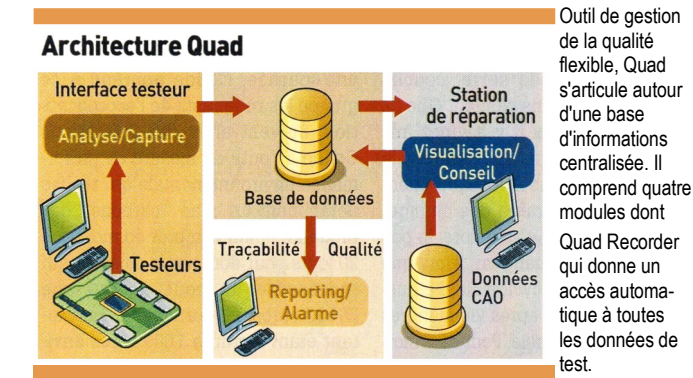 Architecture Quad
Interface testeur
Analyse/Capture
Testeurs
Base de données
Traçabilité
Qualité
Reporting/
Alarme
Station
de réparation
Visualisation/
Conseil
Données
CAO
Outil de gestion
de la qualité
flexible, Quad
s'articule autour
d'une base
d'informations
centralisée. Il
comprend quatre
modules dont
Quad Recorder
qui donne un
accès automa-
tique à toutes
les données de
test.